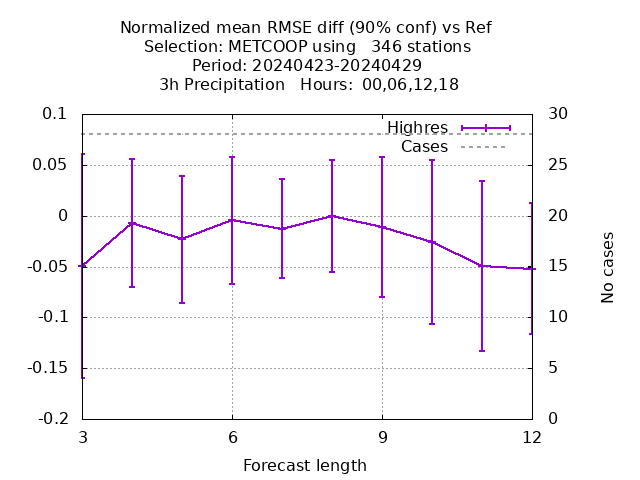 Normalized mean RMSE diff (90% conf) vs Ref
Selection: METCOOP using   346 stations
Period: 20240423-20240429
3h Precipitation   Hours:  00,06,12,18
0.1
0.05
0
-0.05
-0.1
-0.15
-0.2
30
25
20
15
10
5
0
Highres
Cases
No cases
3 6 9 12
Forecast length